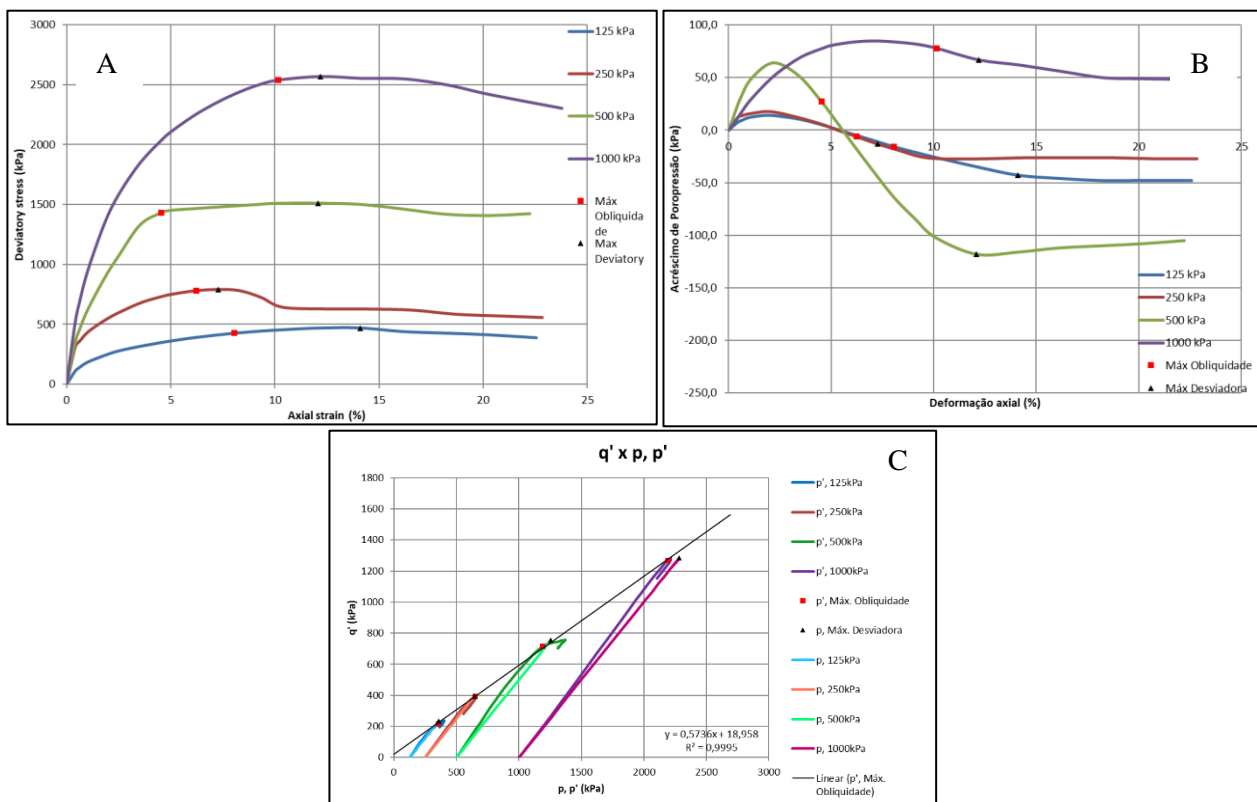 A
3000
2500
2000
1500
1000
500
0
Deviatory stress (kPa)
0
5
10
15
20
25
Axial strain (%)
125 kPa
250 kPa
500 kPa
1000 kPa
Máx
Obliquida
de
Max
Deviatory
B
100,0
50,0
0,0
-50,0
-100,0
-150,0
-200,0
-250,0
Acréscimo de Poropressão (kPa)
0
5
10
15
20
25
Deformação axial (%)
125 kPa
250 kPa
500 kPa
1000 kPa
Máx Obliquidade
Máx Desviadora
q' x p, p'
C
1800
1600
1400
1200
1000
800
600
400
200
0
q' (kPa)
0
500
1000
1500
2000
2500
3000
p, p' (kPa)
y = 0,5736x + 18,958
R² = 0,9995
p', 125kPa
p', 250kPa
p', 500kPa
p', 1000kPa
p', Máx. Obliquidade
p, Máx. Desviadora
p, 125kPa
p, 250kPa
p, 500kPa
p, 1000kPa
Linear (p', Máx.
Obliquidade)